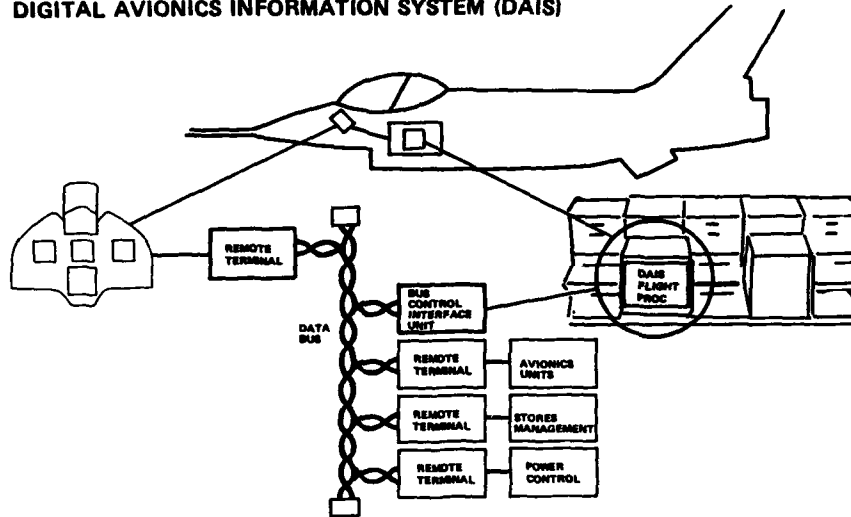 DIGITAL AVIONICS INFORMATION SYSTEM (DAIS)
REMOTE
TERMINAL
DATA
BUS
BUS
CONTROL
INTERFACE
UNIT
DAIS
FLIGHT
PROC
REMOTE
TERMINAL
AVIONICS
UNITS
REMOTE
TERMINAL
STORES
MANAGEMENT
REMOTE
TERMINAL
POWER
CONTROL